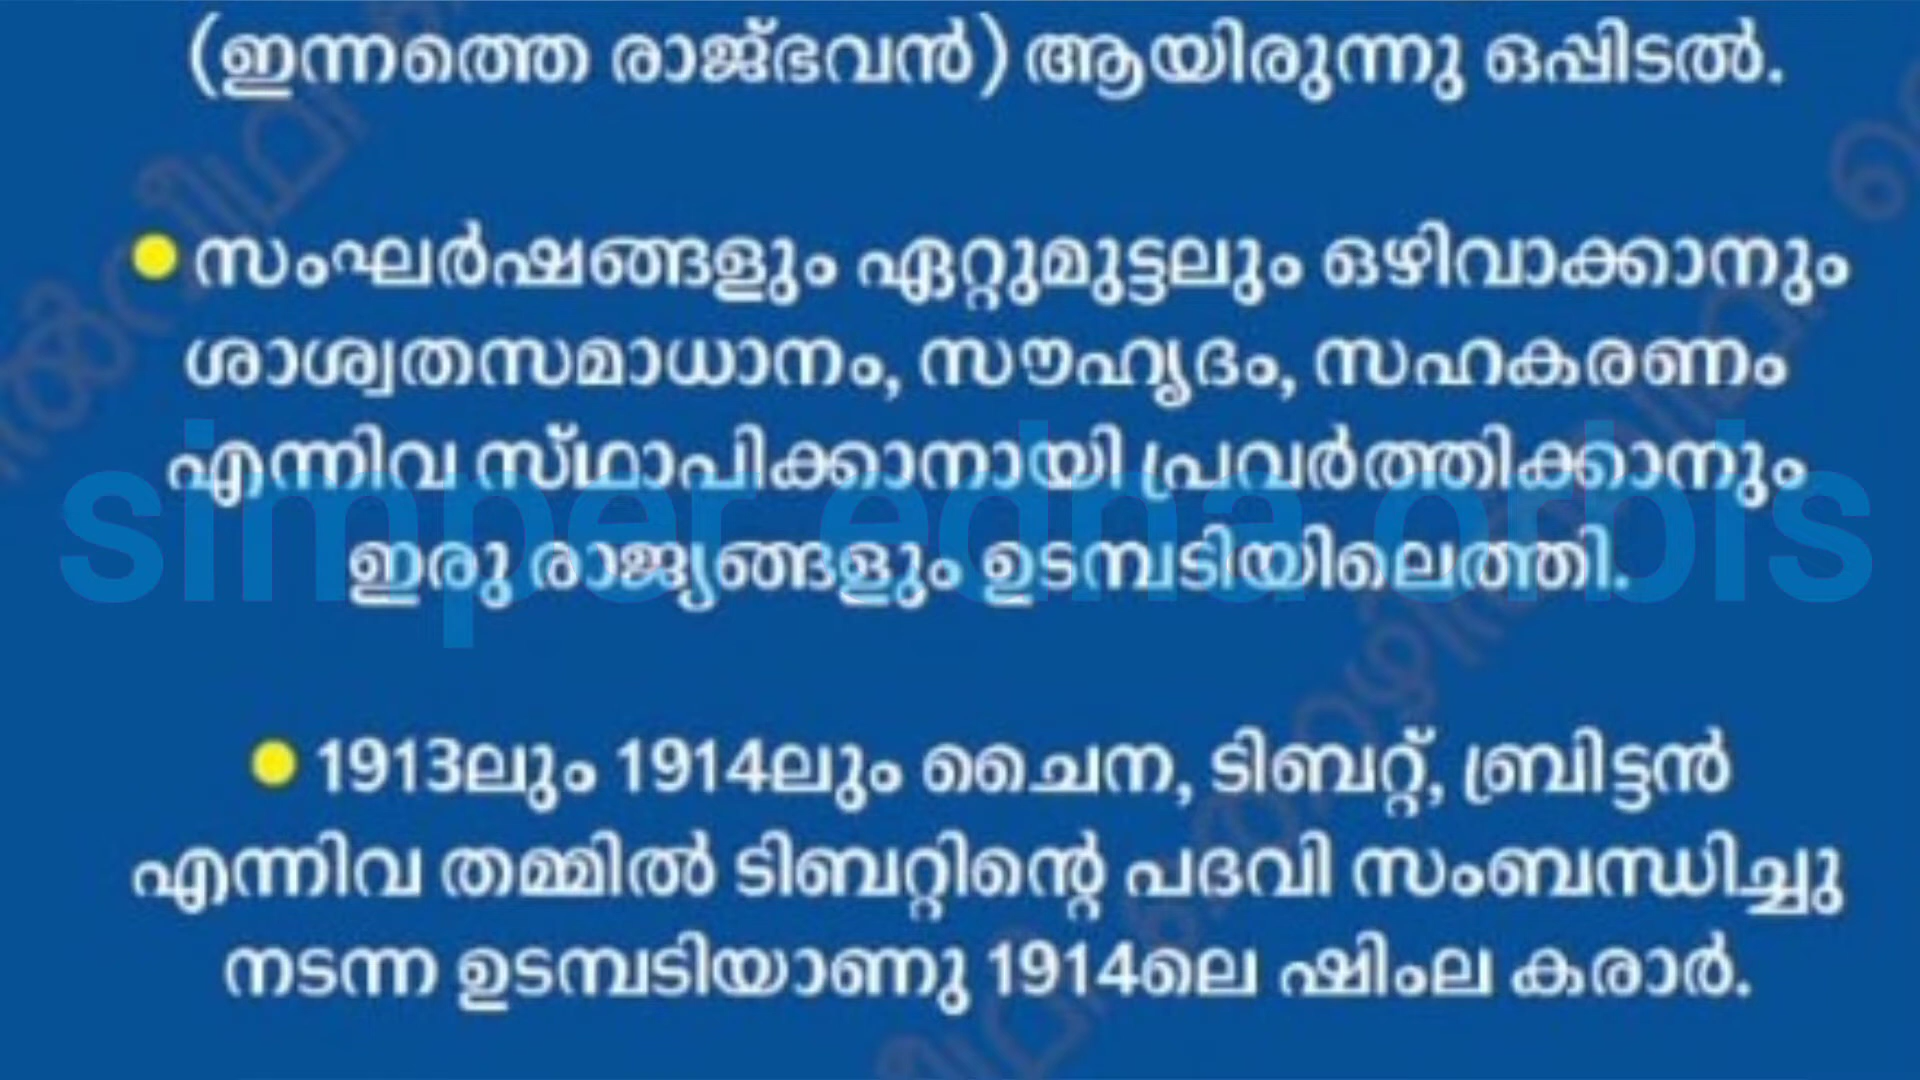 (ഇന്നത്തെ രാജ്ഭവൻ) ആയിരുന്നു ഒപ്പിടൽ.
സംഘർഷങ്ങളും ഏറ്റുമുട്ടലും ഒഴിവാക്കാനും
ശാശ്വതസമാധാനം, സൗഹൃദം, സഹകരണം
എന്നിവ സ്ഥാപിക്കാനായി പ്രവർത്തിക്കാനും
simper edna orbis
ഇരു രാജ്യങ്ങളും ഉടമ്പടിയിലെത്തി.
1913ലും 1914ലും ചൈന, ടിബറ്റ്, ബ്രിട്ടൻ
എന്നിവ തമ്മിൽ ടിബറ്റിന്റെ പദവി സംബന്ധിച്ചു
നടന്ന ഉടമ്പടിയാണു 1914ലെ ഷിംല കരാർ.